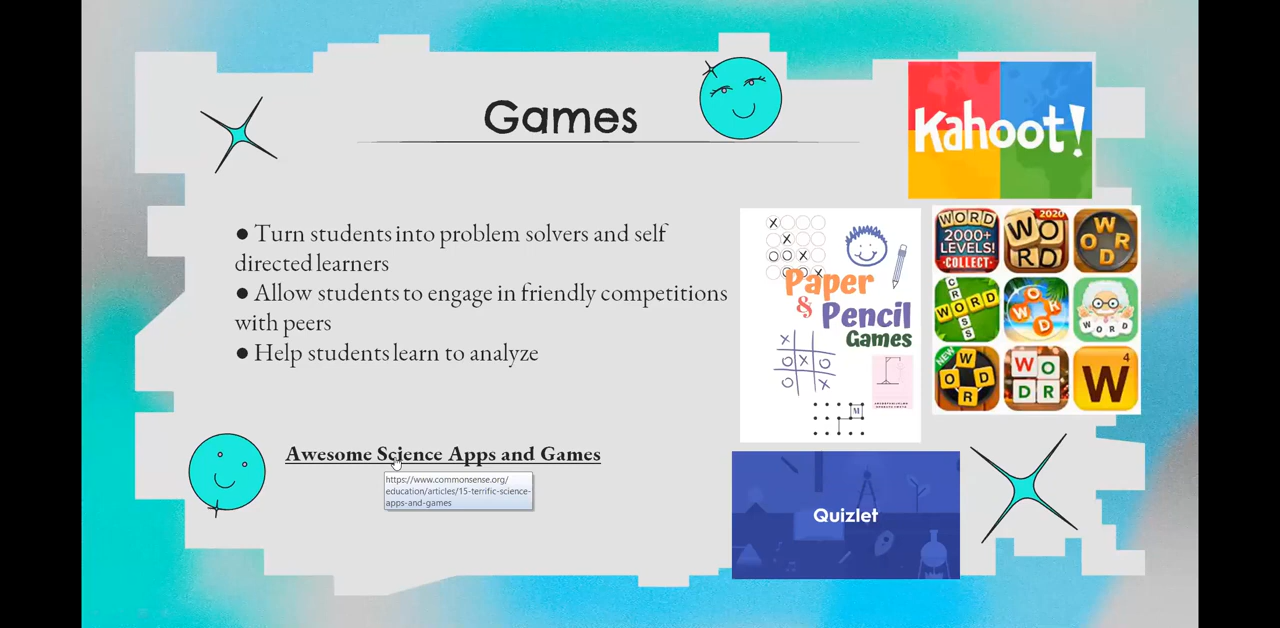 Games
● Turn students into problem solvers and self
directed learners
● Allow students to engage in friendly competitions
with peers
● Help students learn to analyze
Awesome Science Apps and Games
https://www.commonsense.org/
education/articles/15-terrific-science-
apps-and-games
Kahoot!
Paper
&
Pencil
Games
M
WORD
2000+
LEVELS!
COLLECT
2020
WORD
WORD
CROSS
WORD
WORD
WORD
NEW
WORD
WORD
4
W
Quizlet